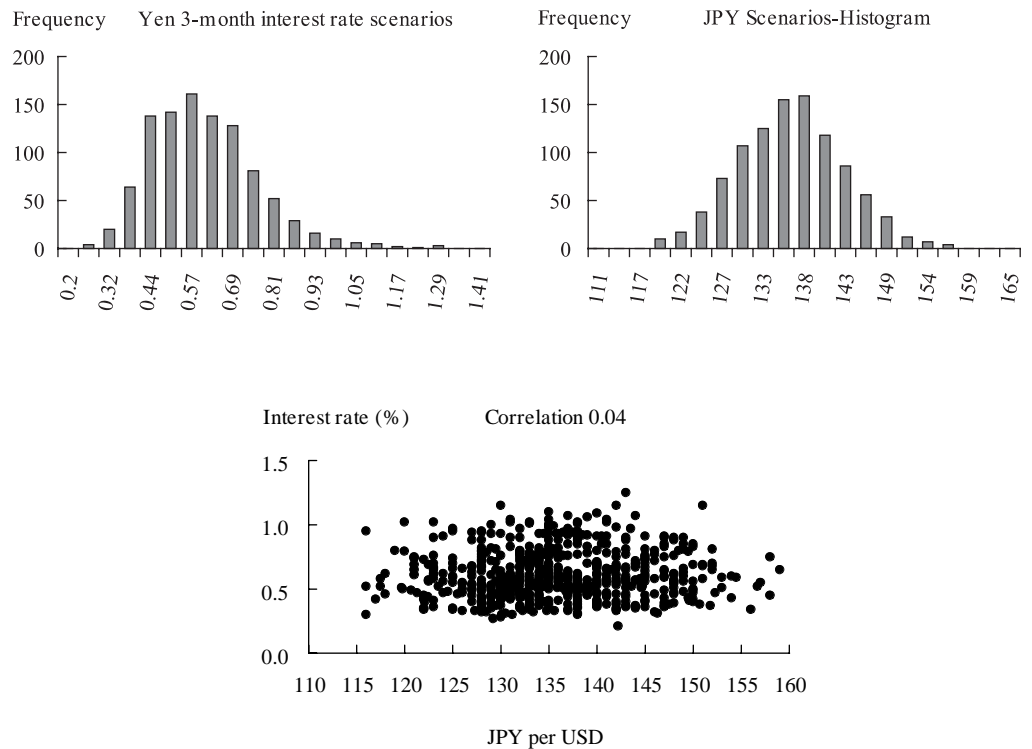 Frequency Yen 3-month interest rate scenarios
200
150
100
50
0
0.2 0.32 0.44 0.57 0.69 0.81 0.93 1.05 1.17 1.29 1.41
Frequency JPY Scenarios-Histogram
200
150
100
50
0
111 117 122 127 133 138 143 149 154 159 165
Interest rate (%) Correlation 0.04
1.5
1.0
0.5
0.0
110 115 120 125 130 135 140 145 150 155 160
JPY per USD